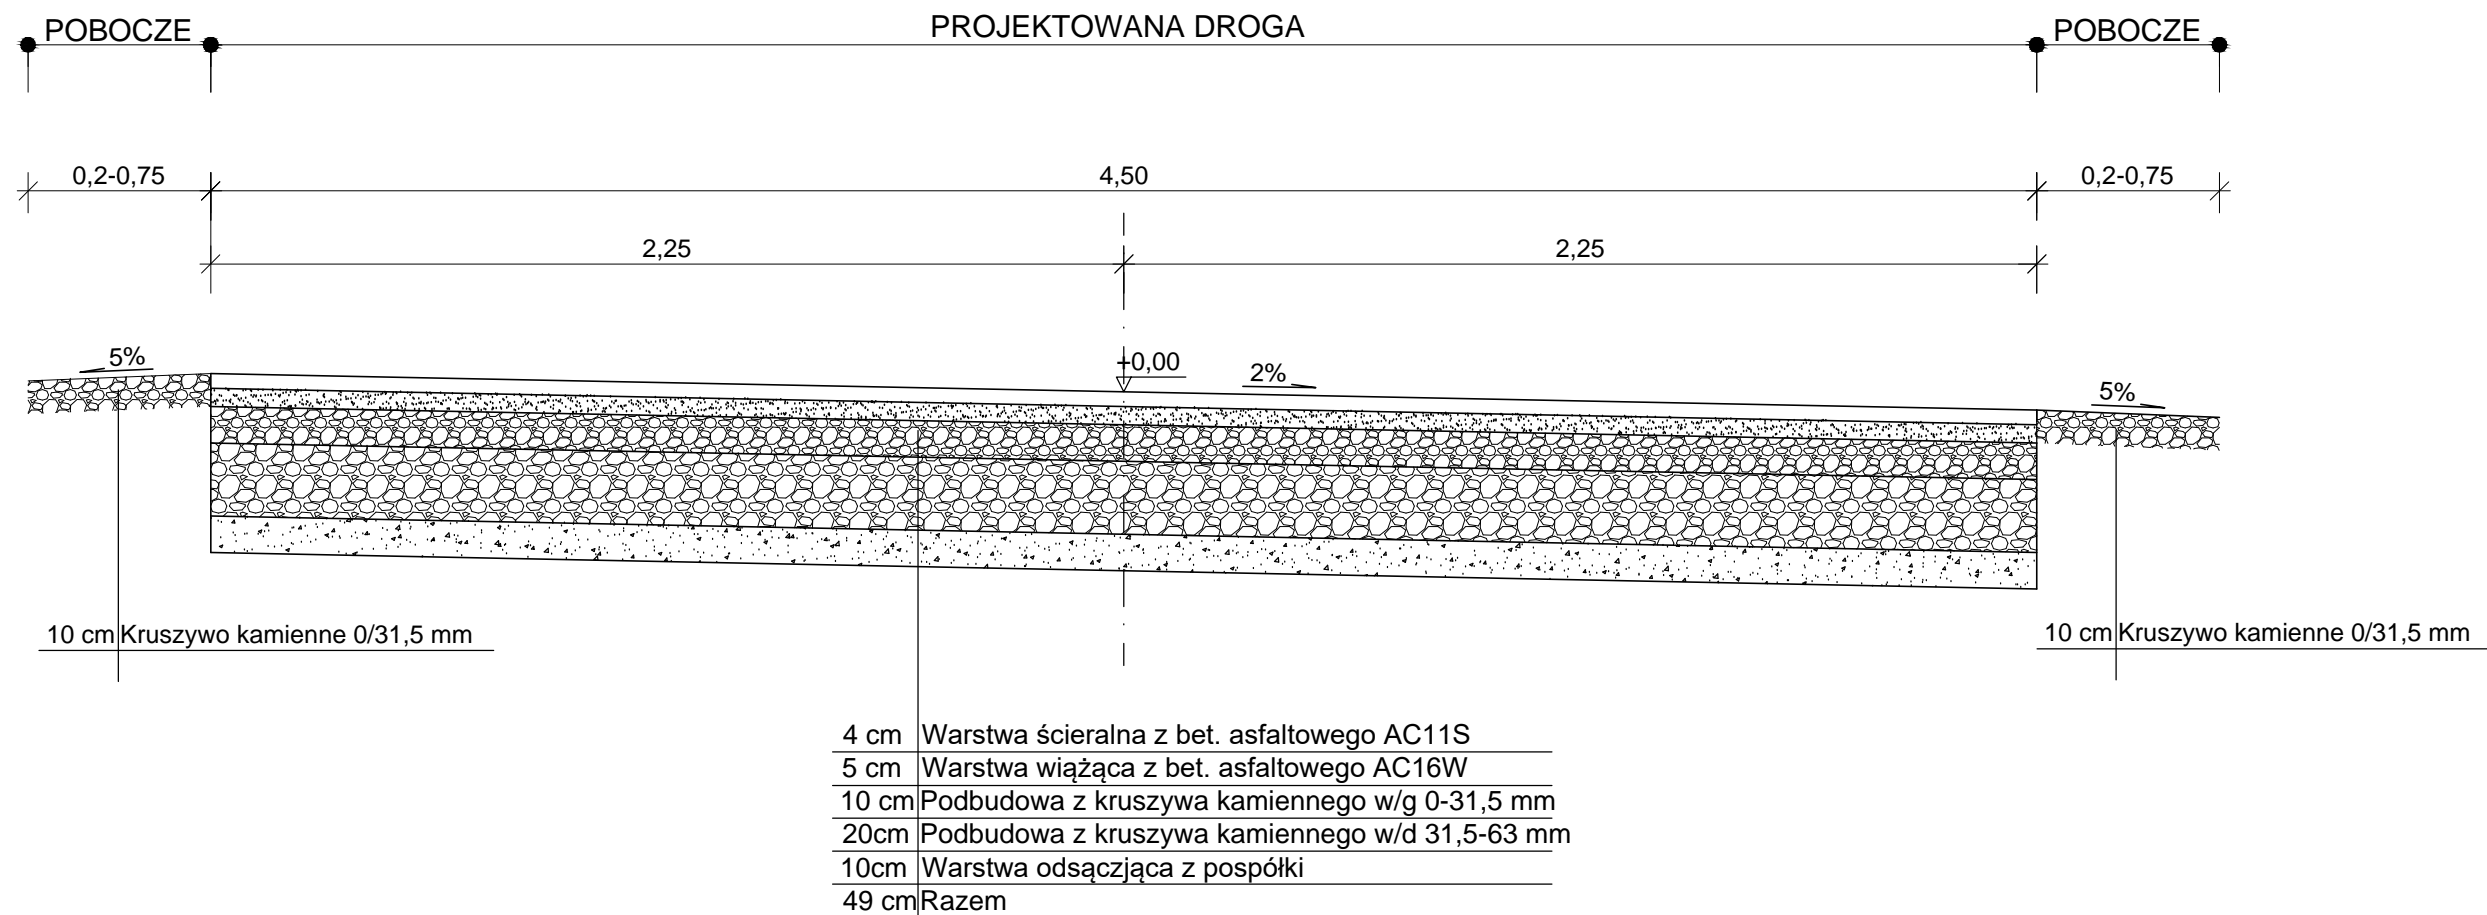 POBOCZE
PROJEKTOWANA DROGA
POBOCZE
0,2-0,75
4,50
0,2-0,75
2,25
2,25
5%
+0,00
2%
5%
10 cm Kruszywo kamienne 0/31,5 mm
10 cm Kruszywo kamienne 0/31,5 mm
4 cm Warstwa ścieralna z bet. asfaltowego AC11S
5 cm Warstwa wiążąca z bet. asfaltowego AC16W
10 cm Podbudowa z kruszywa kamiennego w/g 0-31,5 mm
20cm Podbudowa z kruszywa kamiennego w/d 31,5-63 mm
10cm Warstwa odsączjąca z pospółki
49 cm Razem